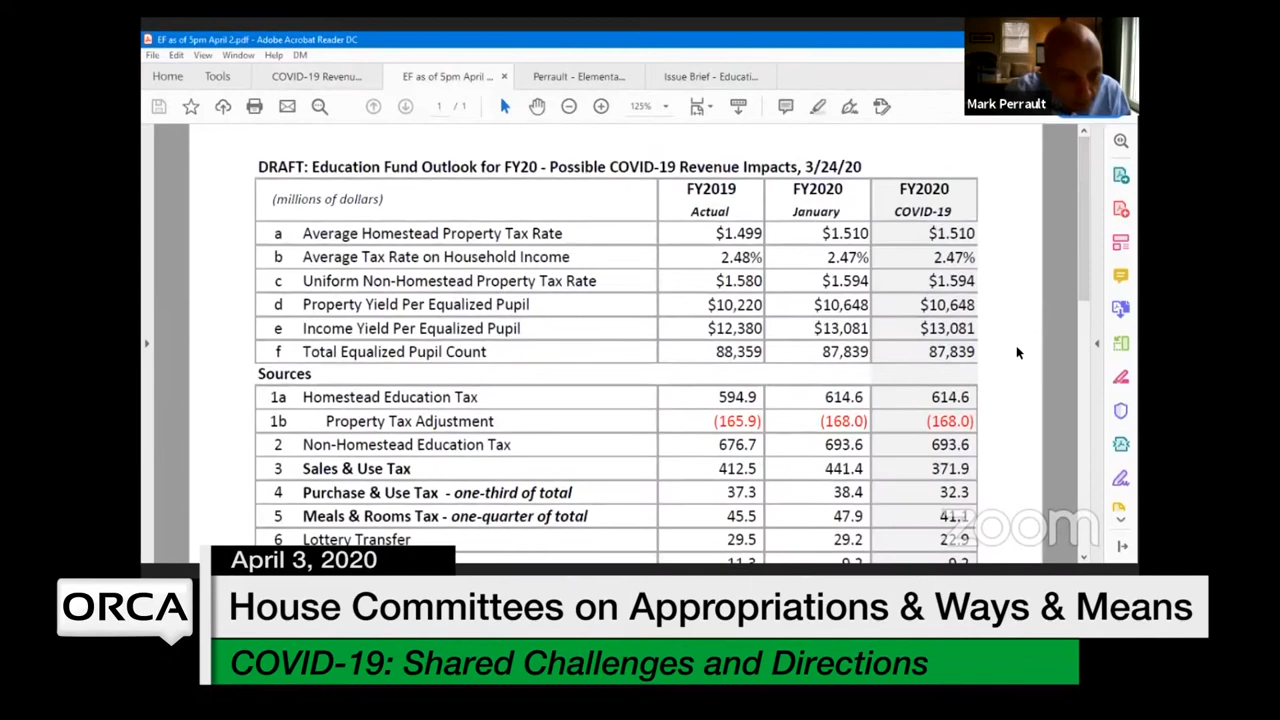 EF as of 5pm April 2.pdf - Adobe Acrobat Reader DC
File Edit View Window Help DM
Home Tools COVID-19 Revenu... EF as of 5pm April ... × Perrault - Elementa... Issue Brief - Educati...
1 / 1 125%
Mark Perrault
DRAFT: Education Fund Outlook for FY20 - Possible COVID-19 Revenue Impacts, 3/24/20
(millions of dollars) FY2019 Actual FY2020 January FY2020 COVID-19
a Average Homestead Property Tax Rate $1.499 $1.510 $1.510
b Average Tax Rate on Household Income 2.48% 2.47% 2.47%
c Uniform Non-Homestead Property Tax Rate $1.580 $1.594 $1.594
d Property Yield Per Equalized Pupil $10,220 $10,648 $10,648
e Income Yield Per Equalized Pupil $12,380 $13,081 $13,081
f Total Equalized Pupil Count 88,359 87,839 87,839
Sources
1a Homestead Education Tax 594.9 614.6 614.6
1b Property Tax Adjustment (165.9) (168.0) (168.0)
2 Non-Homestead Education Tax 676.7 693.6 693.6
3 Sales & Use Tax 412.5 441.4 371.9
4 Purchase & Use Tax - one-third of total 37.3 38.4 32.3
5 Meals & Rooms Tax - one-quarter of total 45.5 47.9 41.1
zoom
6 Lottery Transfer 29.5 29.2 22.9
April 3, 2020
ORCA
House Committees on Appropriations & Ways & Means
COVID-19: Shared Challenges and Directions